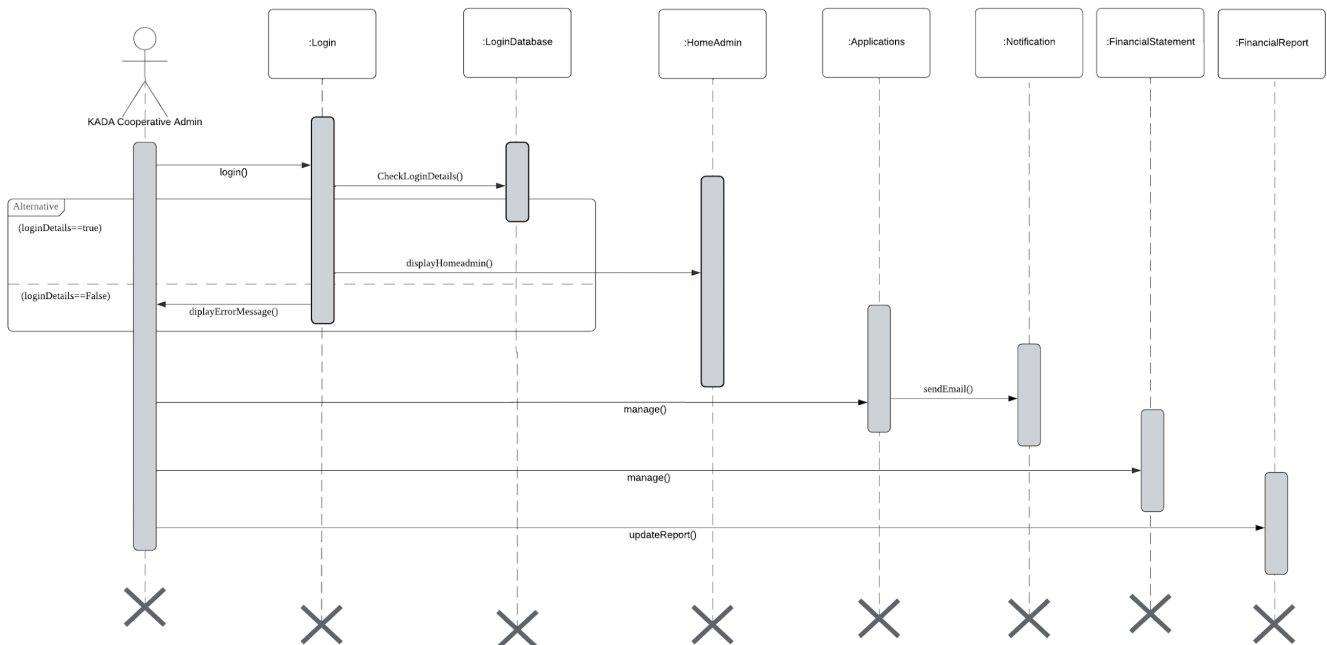 :Login
:LoginDatabase
:HomeAdmin
:Applications
:Notification
:FinancialStatement
:FinancialReport
KADA Cooperative Admin
login()
CheckLoginDetails()
Alternative
(loginDetails==true)
displayHomeadmin()
(loginDetails==False)
diplayErrorMessage()
sendEmail()
manage()
manage()
updateReport()